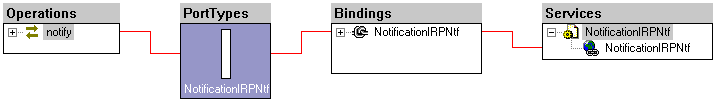 Operations
notify
PortTypes
NotificationIRPNtf
Bindings
NotificationIRPNtf
Services
NotificationIRPNtf
NotificationIRPNtf